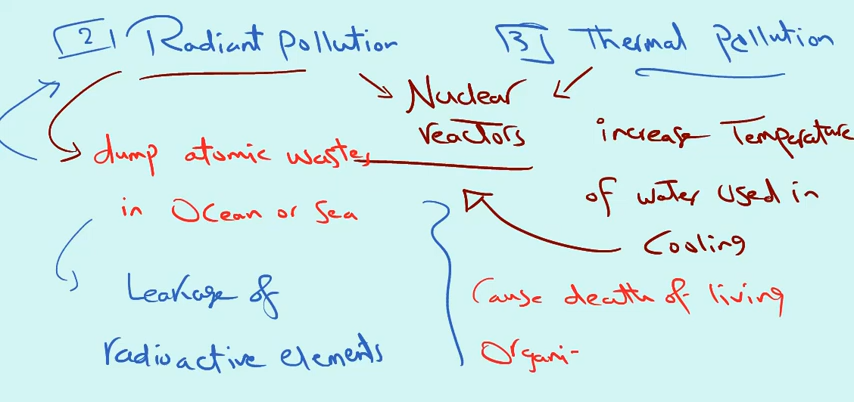 [2] Radiant pollution
[3] Thermal pollution
Nuclear
reactors
dump atomic wastes
in Ocean or Sea
Leakage of
radioactive elements
increase Temperature
of water used in
Cooling
Cause death of living
Organi-